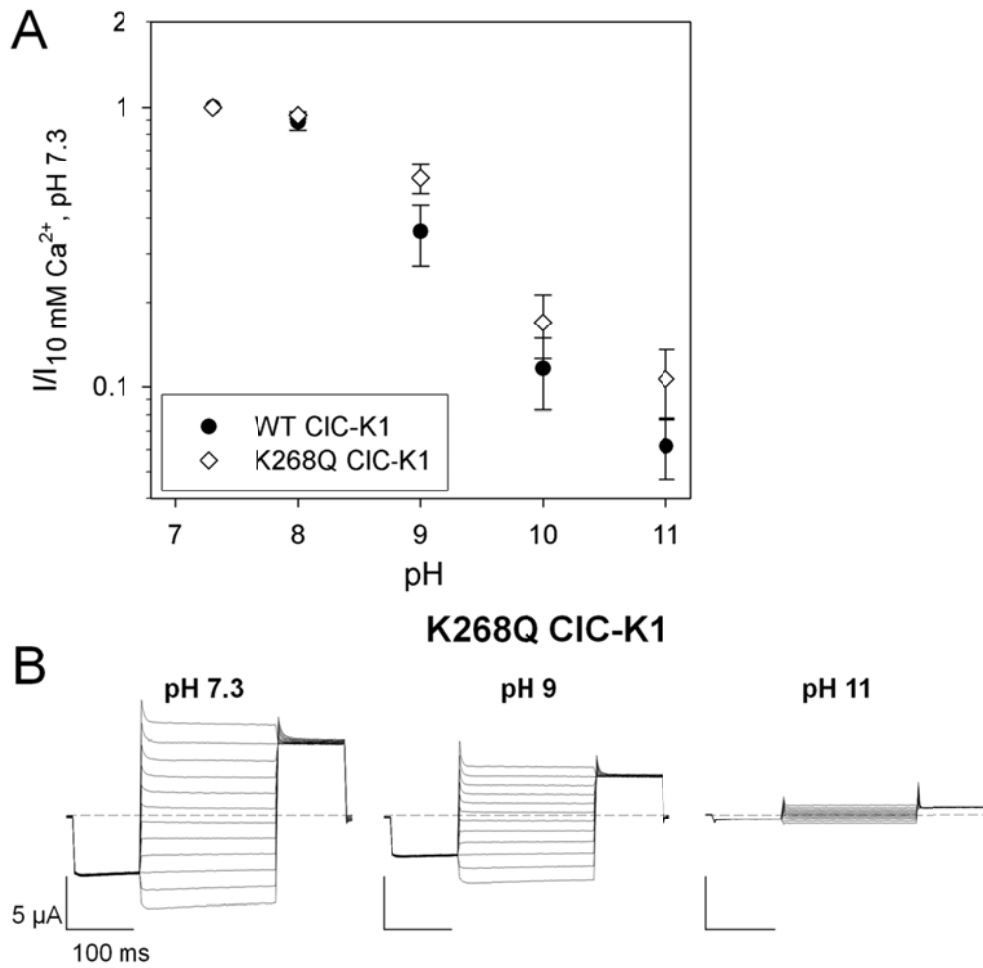 A
2
1
0.1
I/I10 mM Ca2+, pH 7.3
WT ClC-K1
K268Q ClC-K1
7 8 9 10 11
pH
K268Q ClC-K1
B
pH 7.3 pH 9 pH 11
5 µA
100 ms